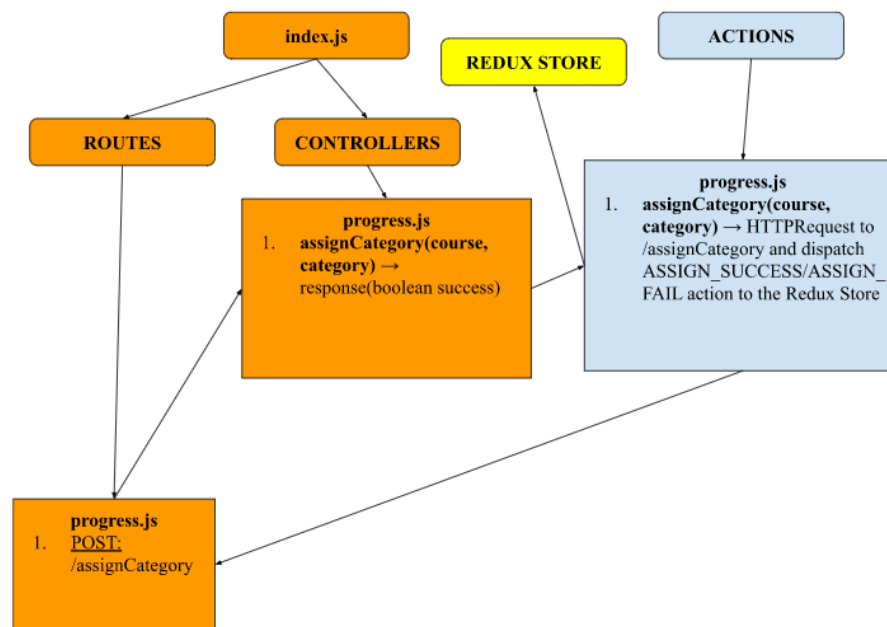 index.js
ACTIONS
REDUX STORE
ROUTES
CONTROLLERS
progress.js
1. assignCategory(course,
category) → HTTPRequest to
/assignCategory and dispatch
ASSIGN_SUCCESS/ASSIGN_
FAIL action to the Redux Store
progress.js
1. assignCategory(course,
category) →
response(boolean success)
progress.js
1. POST:
/assignCategory